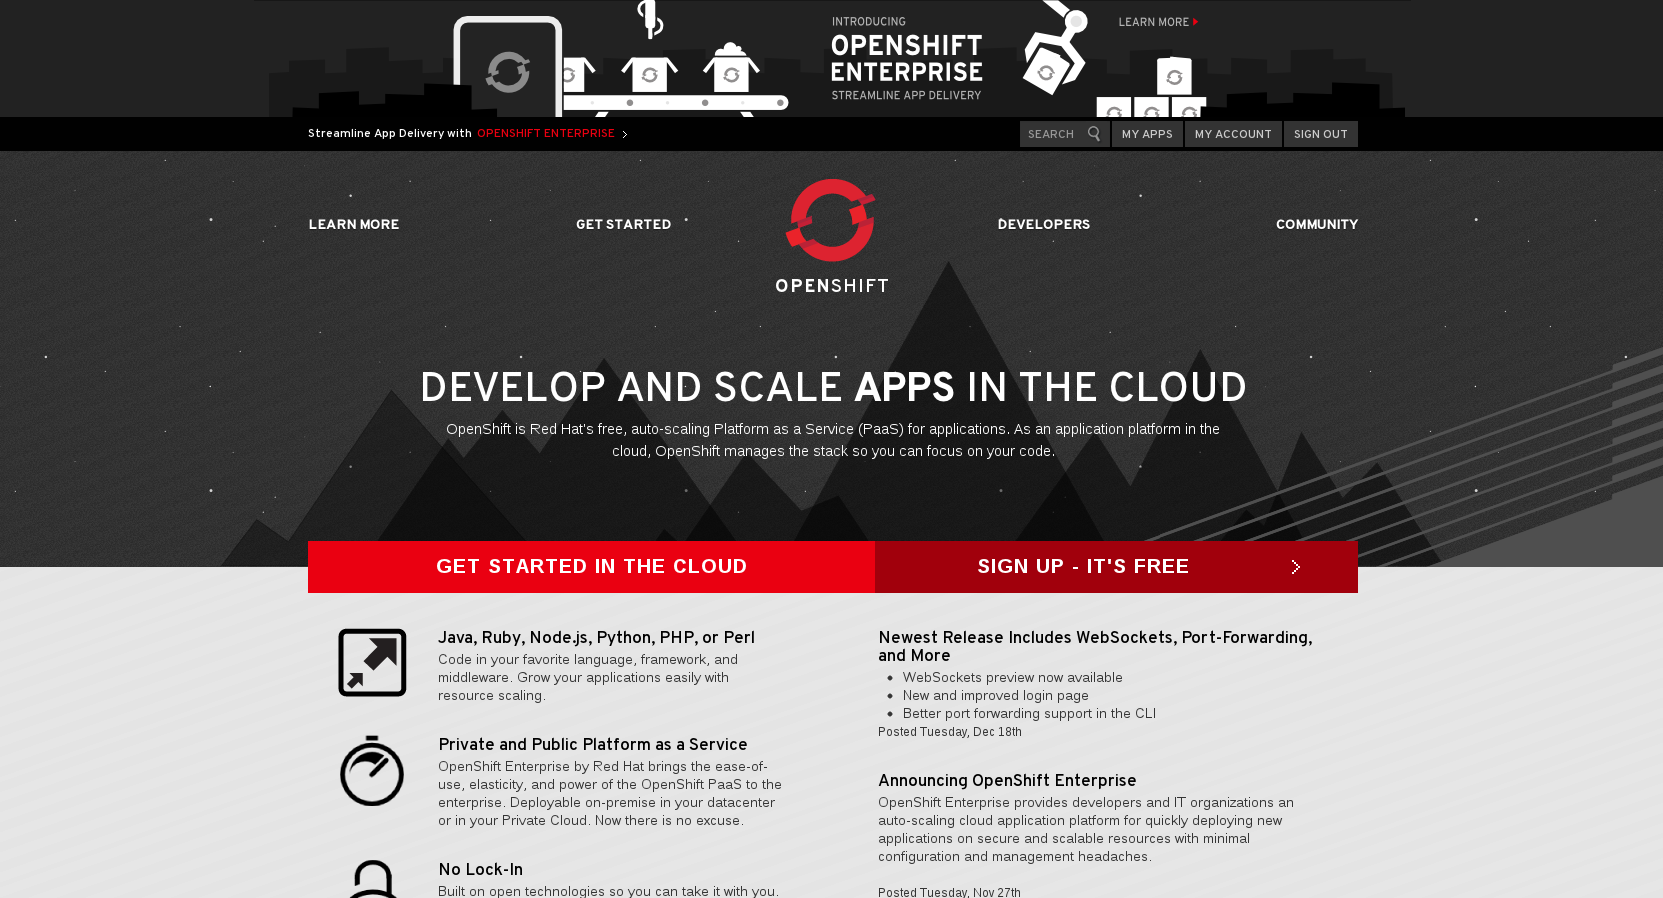 INTRODUCING
OPENSHIFT
ENTERPRISE
STREAMLINE APP DELIVERY
LEARN MORE
Streamline App Delivery with OPENSHIFT ENTERPRISE
SEARCH
MY APPS
MY ACCOUNT
SIGN OUT
LEARN MORE
GET STARTED
OPENSHIFT
DEVELOPERS
COMMUNITY
DEVELOP AND SCALE APPS IN THE CLOUD
OpenShift is Red Hat's free, auto-scaling Platform as a Service (PaaS) for applications. As an application platform in the
cloud, OpenShift manages the stack so you can focus on your code.
GET STARTED IN THE CLOUD
SIGN UP - IT'S FREE
Java, Ruby, Node.js, Python, PHP, or Perl
Code in your favorite language, framework, and
middleware. Grow your applications easily with
resource scaling.
Private and Public Platform as a Service
OpenShift Enterprise by Red Hat brings the ease-of-
use, elasticity, and power of the OpenShift PaaS to the
enterprise. Deployable on-premise in your datacenter
or in your Private Cloud. Now there is no excuse.
No Lock-In
Built on open technologies so you can take it with you.
Newest Release Includes WebSockets, Port-Forwarding,
and More
WebSockets preview now available
New and improved login page
Better port forwarding support in the CLI
Posted Tuesday, Dec 18th
Announcing OpenShift Enterprise
OpenShift Enterprise provides developers and IT organizations an
auto-scaling cloud application platform for quickly deploying new
applications on secure and scalable resources with minimal
configuration and management headaches.
Posted Tuesday, Nov 27th